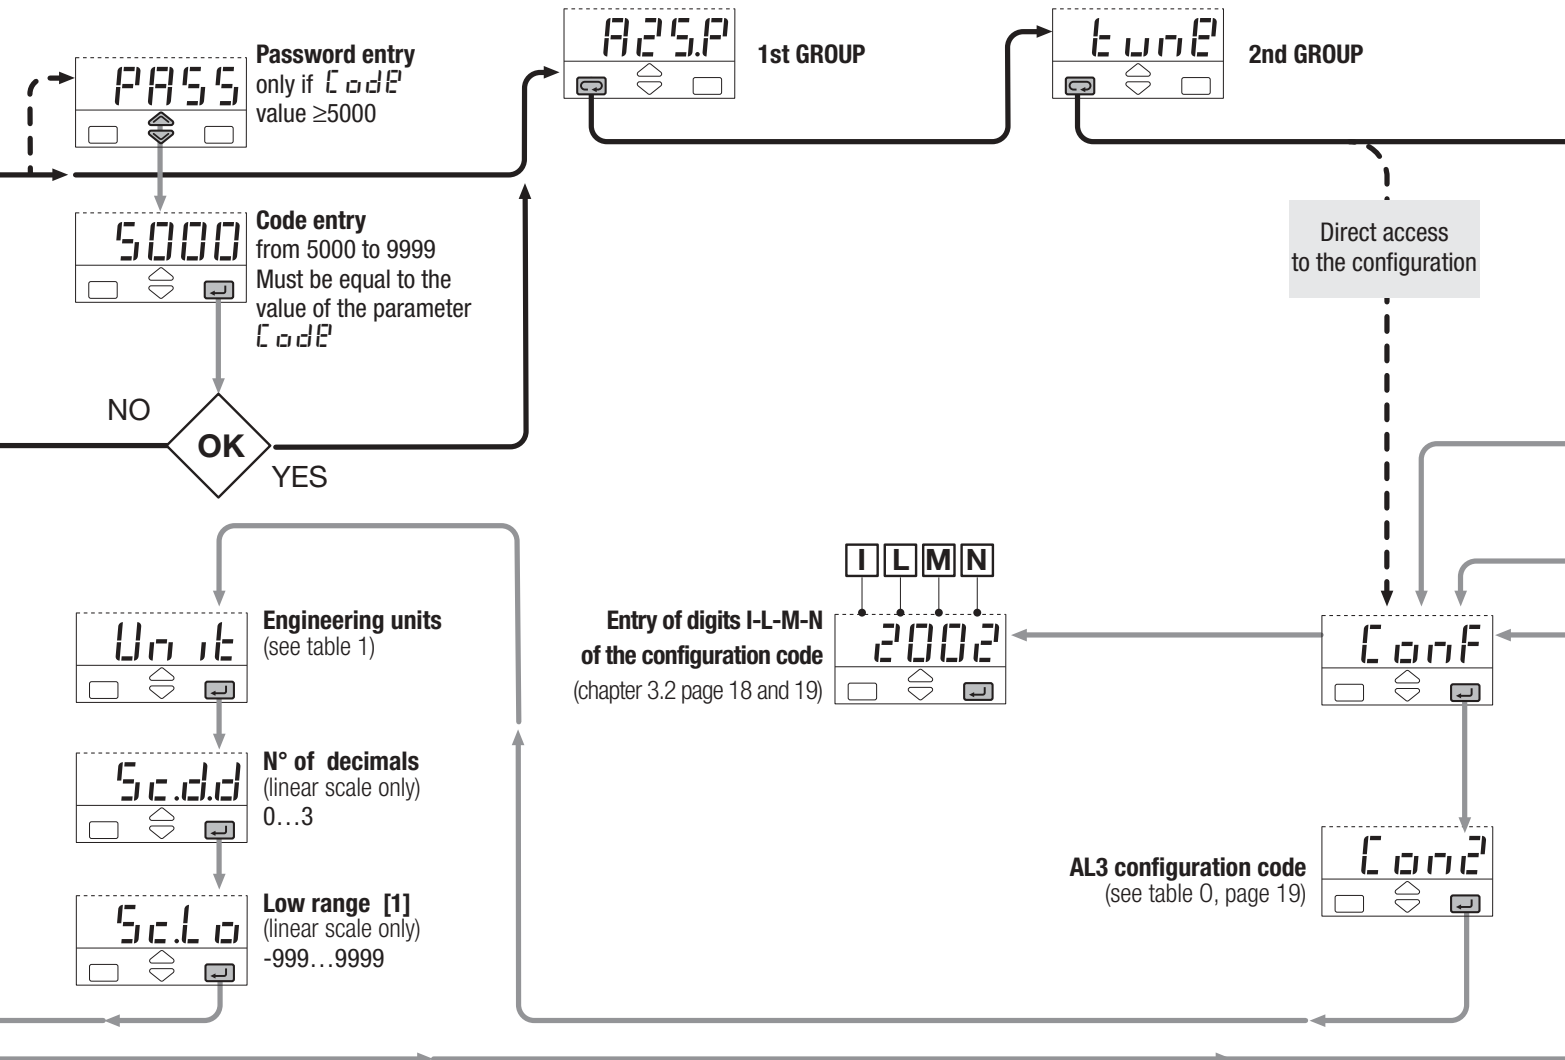 PASS
Password entry
only if CodE
value ≥5000
A2S.P
1st GROUP
tunE
2nd GROUP
5000
Code entry
from 5000 to 9999
Must be equal to the
value of the parameter
CodE
Direct access
to the configuration
NO
OK
YES
Unit
Engineering units
(see table 1)
I L M N
Entry of digits I-L-M-N
of the configuration code
(chapter 3.2 page 18 and 19)
2002
ConF
Sc.d.d
N° of decimals
(linear scale only)
0…3
AL3 configuration code
(see table O, page 19)
Con2
Sc.Lo
Low range [1]
(linear scale only)
-999…9999